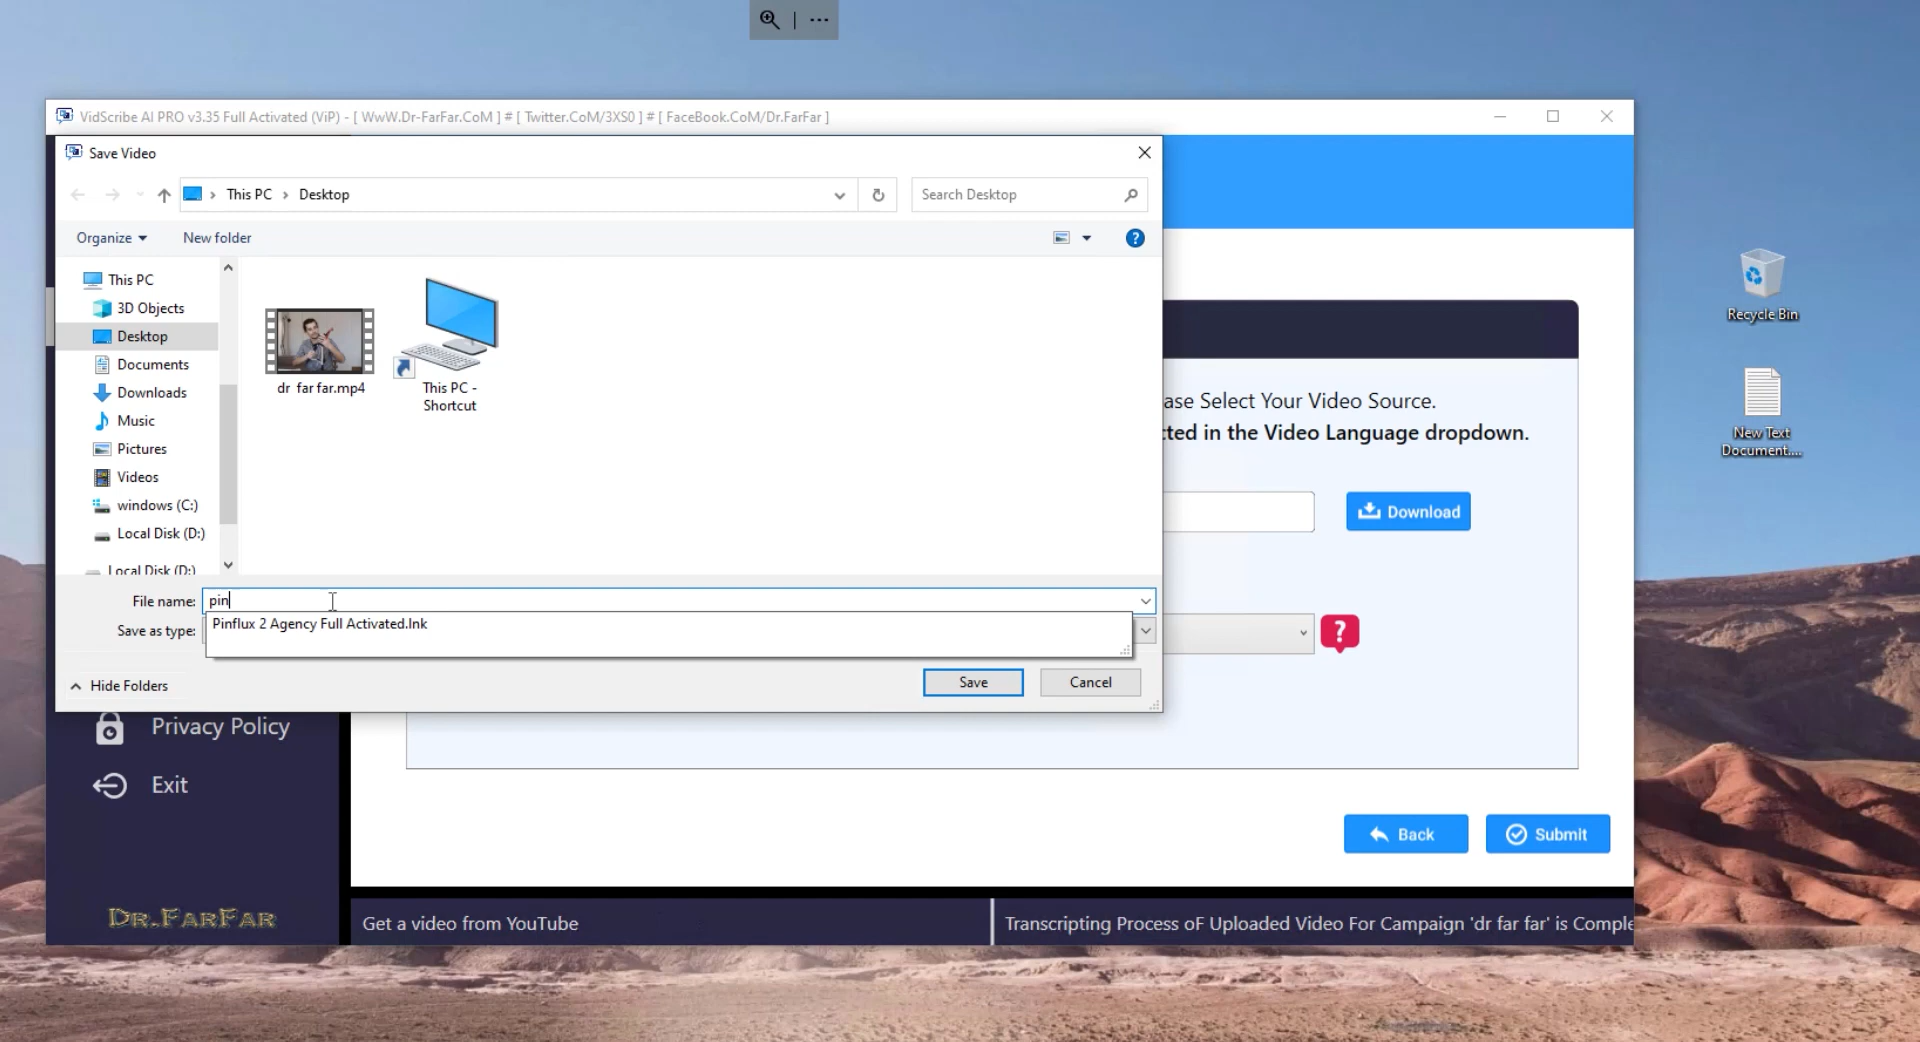 VidScribe AI PRO v3.35 Full Activated (ViP) - [ WwW.Dr-FarFar.CoM ] # [ Twitter.CoM/3XS0 ] # [ FaceBook.CoM/Dr.FarFar ]
Save Video
This PC › Desktop
Search Desktop
Organize
New folder
This PC
3D Objects
Desktop
Documents
Downloads
Music
Pictures
Videos
windows (C:)
Local Disk (D:)
Local Disk (D:)
dr far far.mp4
This PC -
Shortcut
File name: pin
Pinflux 2 Agency Full Activated.lnk
Save as type:
Hide Folders
Save
Cancel
ase Select Your Video Source.
cted in the Video Language dropdown.
Download
?
Privacy Policy
Exit
Back
Submit
DR.FARFAR
Get a video from YouTube
Transcripting Process oF Uploaded Video For Campaign 'dr far far' is Comple
Recycle Bin
New Text
Document....